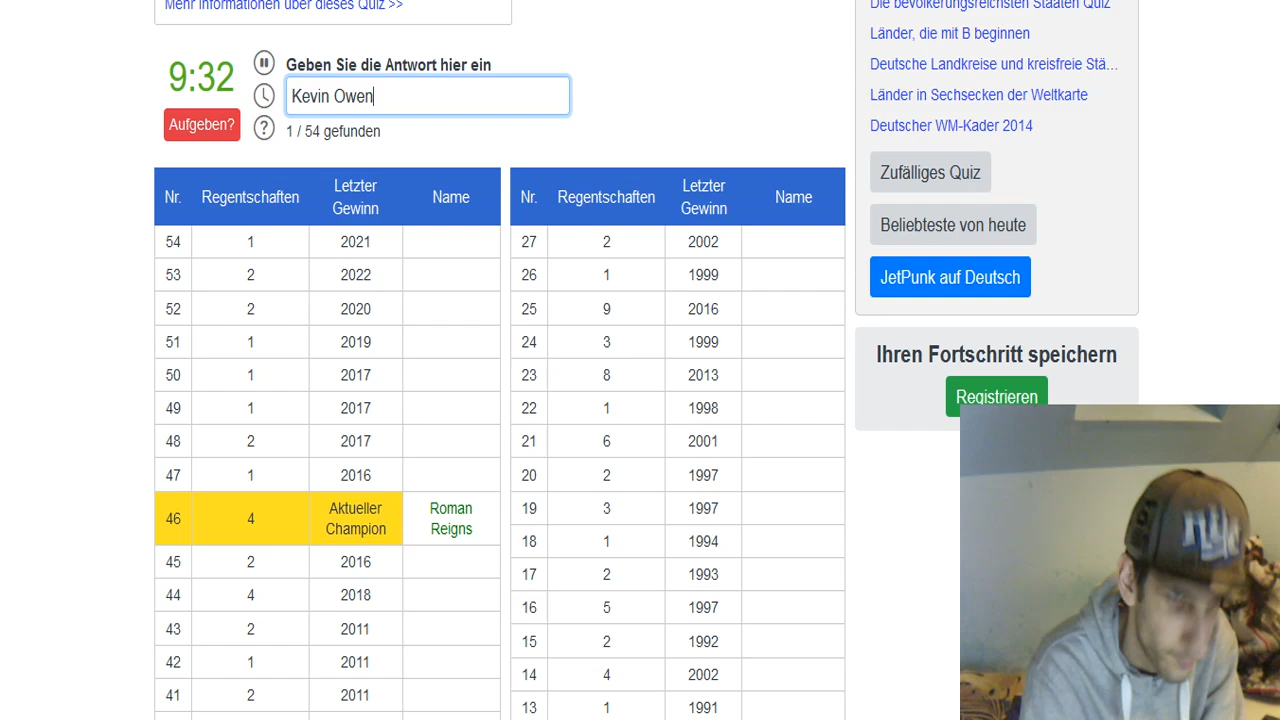 Mehr Informationen über dieses Quiz >>
9:32
Aufgeben?
Geben Sie die Antwort hier ein
Kevin Owen
1 / 54 gefunden
Nr. Regentschaften Letzter Gewinn Name
54 1 2021
53 2 2022
52 2 2020
51 1 2019
50 1 2017
49 1 2017
48 2 2017
47 1 2016
46 4 Aktueller Champion Roman Reigns
45 2 2016
44 4 2018
43 2 2011
42 1 2011
41 2 2011
Nr. Regentschaften Letzter Gewinn Name
27 2 2002
26 1 1999
25 9 2016
24 3 1999
23 8 2013
22 1 1998
21 6 2001
20 2 1997
19 3 1997
18 1 1994
17 2 1993
16 5 1997
15 2 1992
14 4 2002
13 1 1991
Die bevölkerungsreichsten Staaten Quiz
Länder, die mit B beginnen
Deutsche Landkreise und kreisfreie Stä...
Länder in Sechsecken der Weltkarte
Deutscher WM-Kader 2014
Zufälliges Quiz
Beliebteste von heute
JetPunk auf Deutsch
Ihren Fortschritt speichern
Registrieren